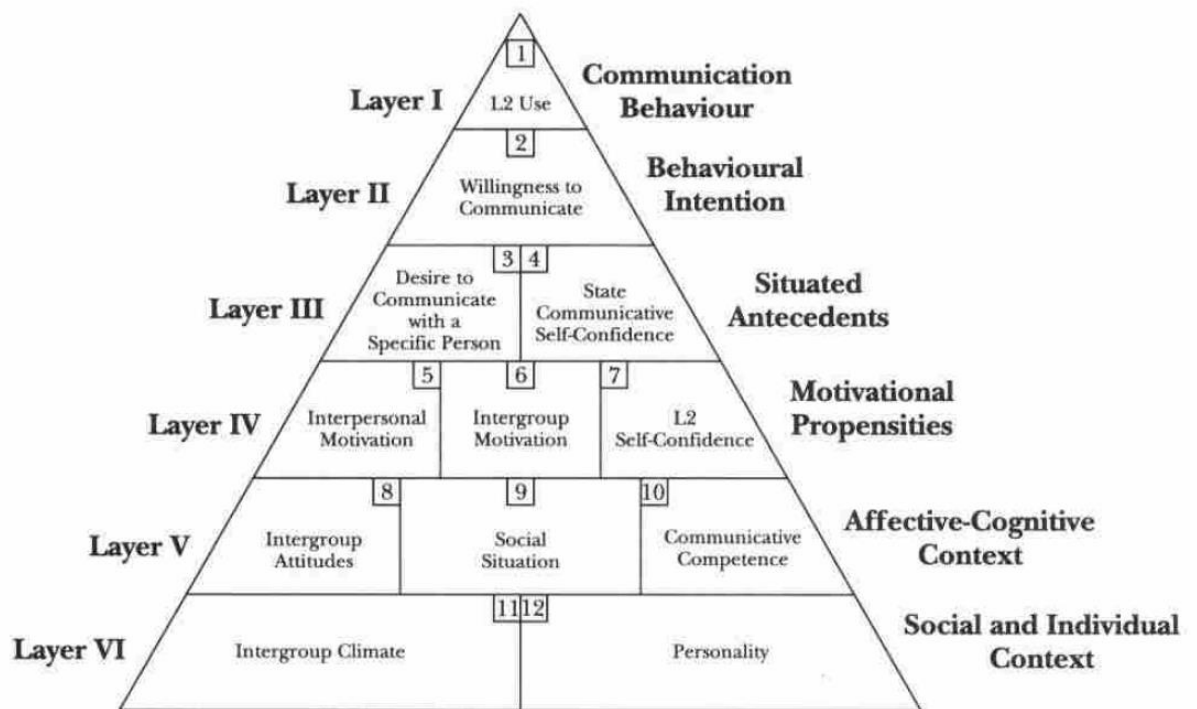 1
Layer I
L2 Use
Communication
Behaviour
2
Layer II
Willingness to
Communicate
Behavioural
Intention
3 4
Layer III
Desire to
Communicate
with a
Specific Person
State
Communicative
Self-Confidence
Situated
Antecedents
5 6 7
Layer IV
Interpersonal
Motivation
Intergroup
Motivation
L2
Self-Confidence
Motivational
Propensities
8 9 10
Layer V
Intergroup
Attitudes
Social
Situation
Communicative
Competence
Affective-Cognitive
Context
11 12
Layer VI
Intergroup Climate
Personality
Social and Individual
Context